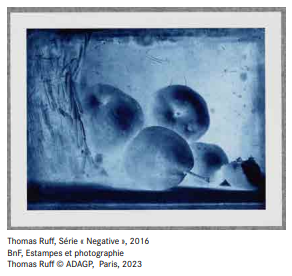 Thomas Ruff, Série « Negative », 2016
BnF, Estampes et photographie
Thomas Ruff © ADAGP, Paris, 2023